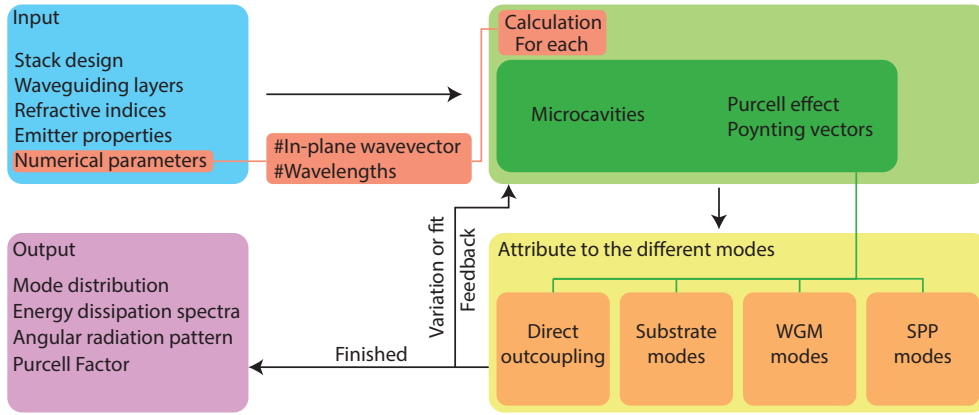 Input
Stack design
Waveguiding layers
Refractive indices
Emitter properties
Numerical parameters
#In-plane wavevector
#Wavelengths
Calculation
For each
Microcavities
Purcell effect
Poynting vectors
Variation or fit
Feedback
Attribute to the different modes
Direct
outcoupling
Substrate
modes
WGM
modes
SPP
modes
Finished
Output
Mode distribution
Energy dissipation spectra
Angular radiation pattern
Purcell Factor